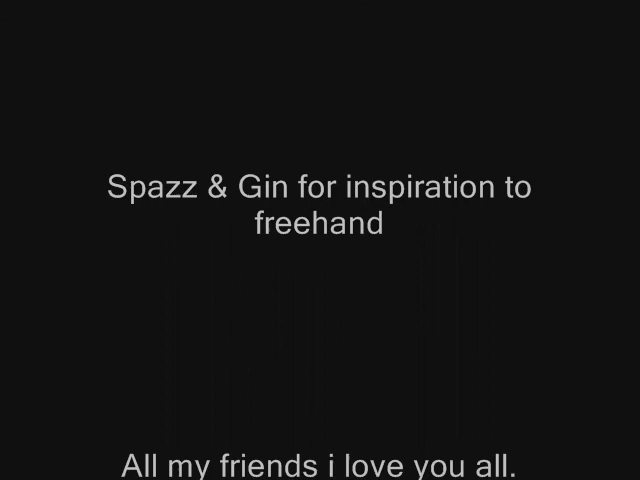 Spazz & Gin for inspiration to
freehand
All my friends i love you all.